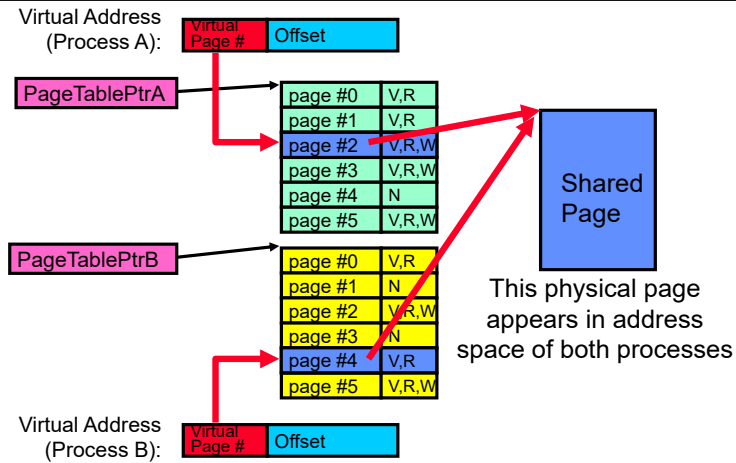 Virtual Address
(Process A):
Virtual
Page #
Offset
PageTablePtrA
page #0 V,R
page #1 V,R
page #2 V,R,W
page #3 V,R,W
page #4 N
page #5 V,R,W
Shared
Page
PageTablePtrB
page #0 V,R
page #1 N
page #2 V,R,W
page #3 N
page #4 V,R
page #5 V,R,W
This physical page
appears in address
space of both processes
Virtual Address
(Process B):
Virtual
Page #
Offset